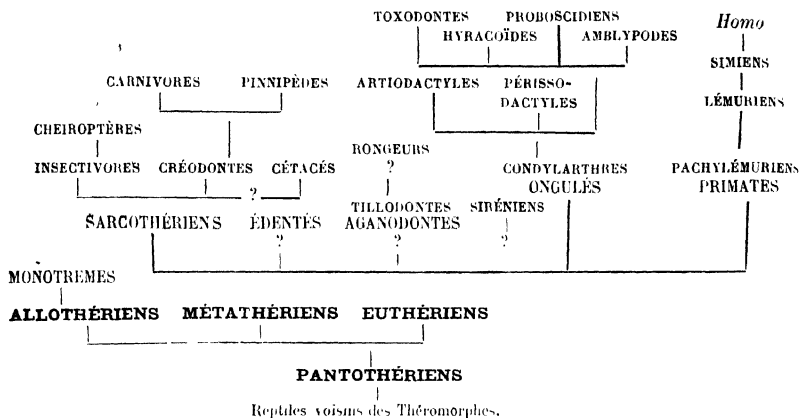 TOXODONTES PROBOSCIDIENS Homo
HYRACOÏDES AMBLYPODES
SIMIENS
CARNIVORES PINNIPÈDES ARTIODACTYLES PÉRISSO-
DACTYLES
LÉMURIENS
CHEIROPTÈRES
RONGEURS
?
INSECTIVORES CRÉODONTES CÉTACÉS CONDYLARTHRES PACHYLÉMURIENS
ONGULÉS PRIMATES
?
TILLODONTES SIRÉNIENS
SARCOTHÉRIENS ÉDENTÉS AGANODONTES
? ? ?
MONOTREMES
ALLOTHÉRIENS MÉTATHÉRIENS EUTHÉRIENS
PANTOTHÉRIENS
Reptiles voisins des Théromorphes.